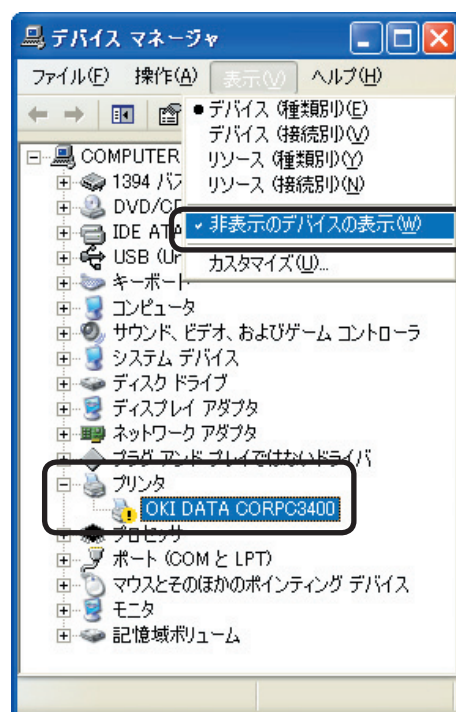 デバイス マネージャ
ファイル(F) 操作(A) 表示(V) ヘルプ(H)
デバイス (種類別)(E)
デバイス (接続別)(V)
リソース (種類別)(Y)
リソース (接続別)(N)
非表示のデバイスの表示(W)
カスタマイズ(U)...
COMPUTER
1394
DVD/CD
IDE ATA
USB (Un
キーボード
コンピュータ
サウンド、ビデオ、およびゲーム コントローラ
システム デバイス
ディスク ドライブ
ディスプレイ アダプタ
ネットワーク アダプタ
プラグ アンド プレイではないドライバ
プリンタ
OKI DATA CORPC3400
プロセッサ
ポート (COM と LPT)
マウスとそのほかのポインティング デバイス
モニタ
記憶域ボリューム